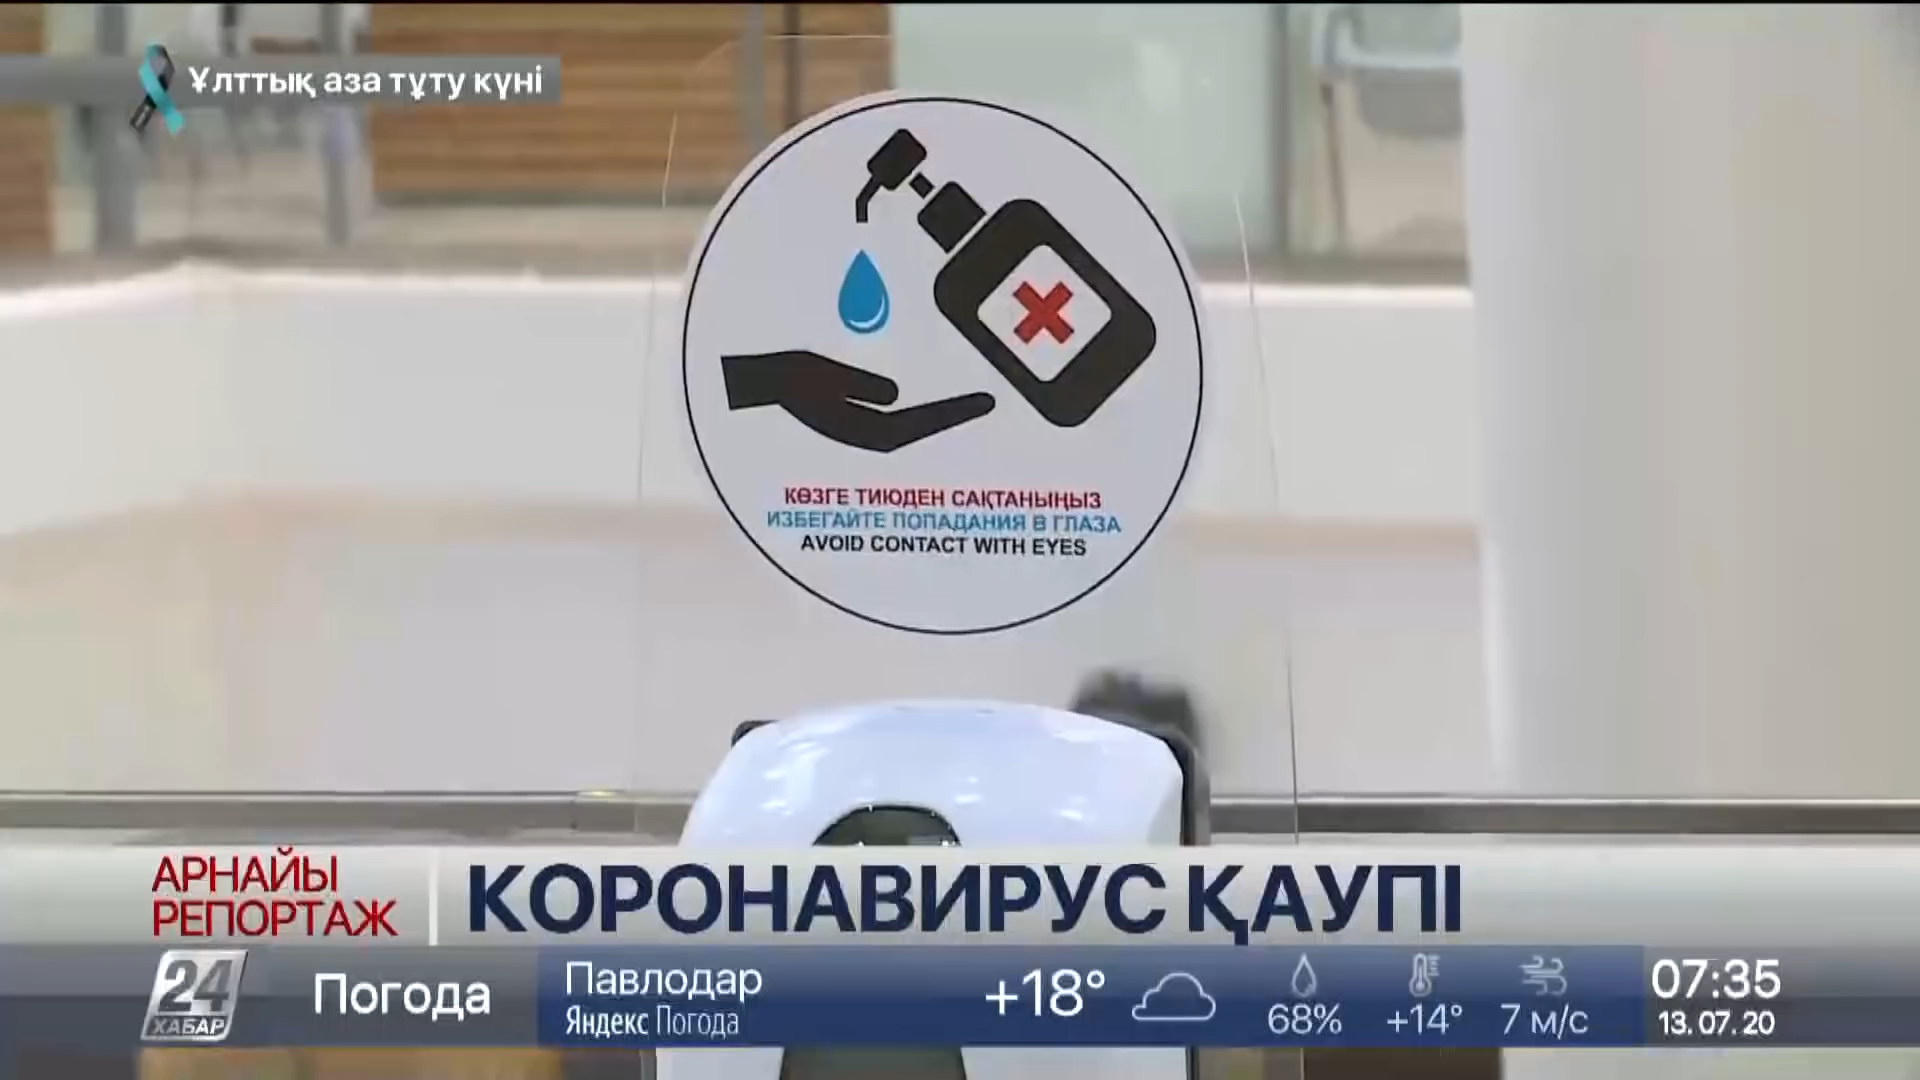 Ұлттық аза тұту күні
КӨЗГЕ ТИЮДЕН САҚТАНЫҢЫЗ
ИЗБЕГАЙТЕ ПОПАДАНИЯ В ГЛАЗА
AVOID CONTACT WITH EYES
АРНАЙЫ
РЕПОРТАЖ
КОРОНАВИРУС ҚАУПІ
24
ХАБАР
Погода
Павлодар
Яндекс Погода
+18°
68%
+14°
7 м/с
07:35
13.07.20